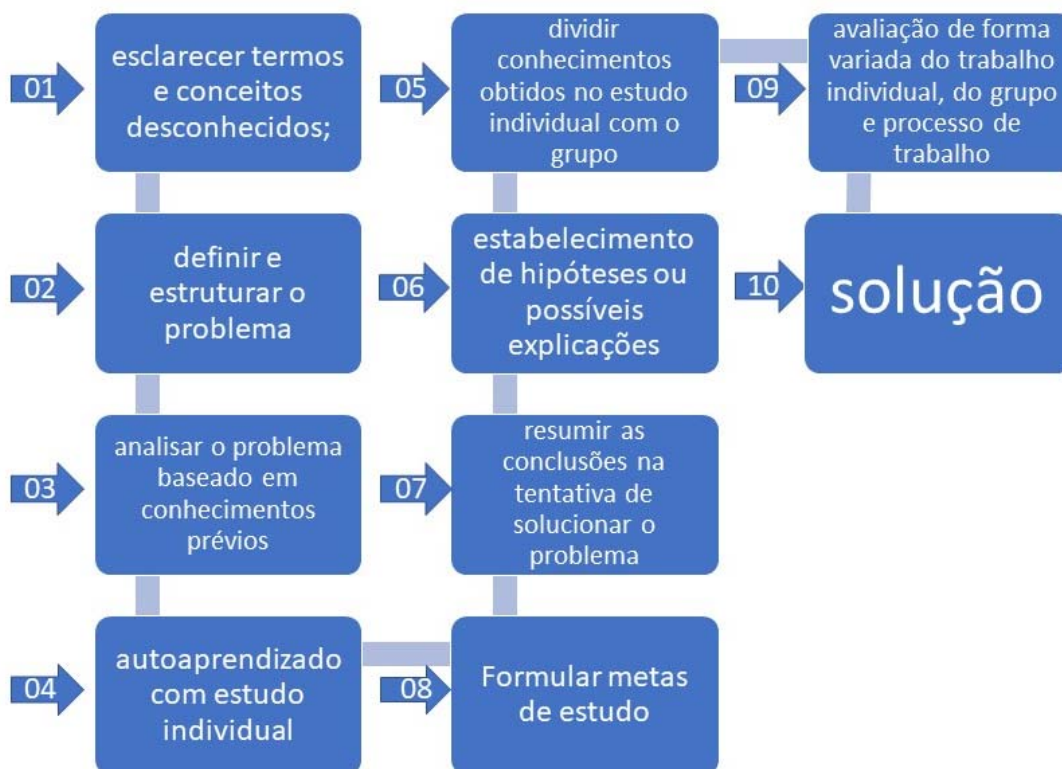 01
esclarecer termos
e conceitos
desconhecidos;
02
definir e
estruturar o
problema
03
analisar o problema
baseado em
conhecimentos
prévios
04
autoaprendizado
com estudo
individual
05
dividir
conhecimentos
obtidos no estudo
individual com o
grupo
06
estabelecimento
de hipóteses ou
possíveis
explicações
07
resumir as
conclusões na
tentativa de
solucionar o
problema
08
Formular metas
de estudo
09
avaliação de forma
variada do trabalho
individual, do grupo
e processo de
trabalho
10
solução